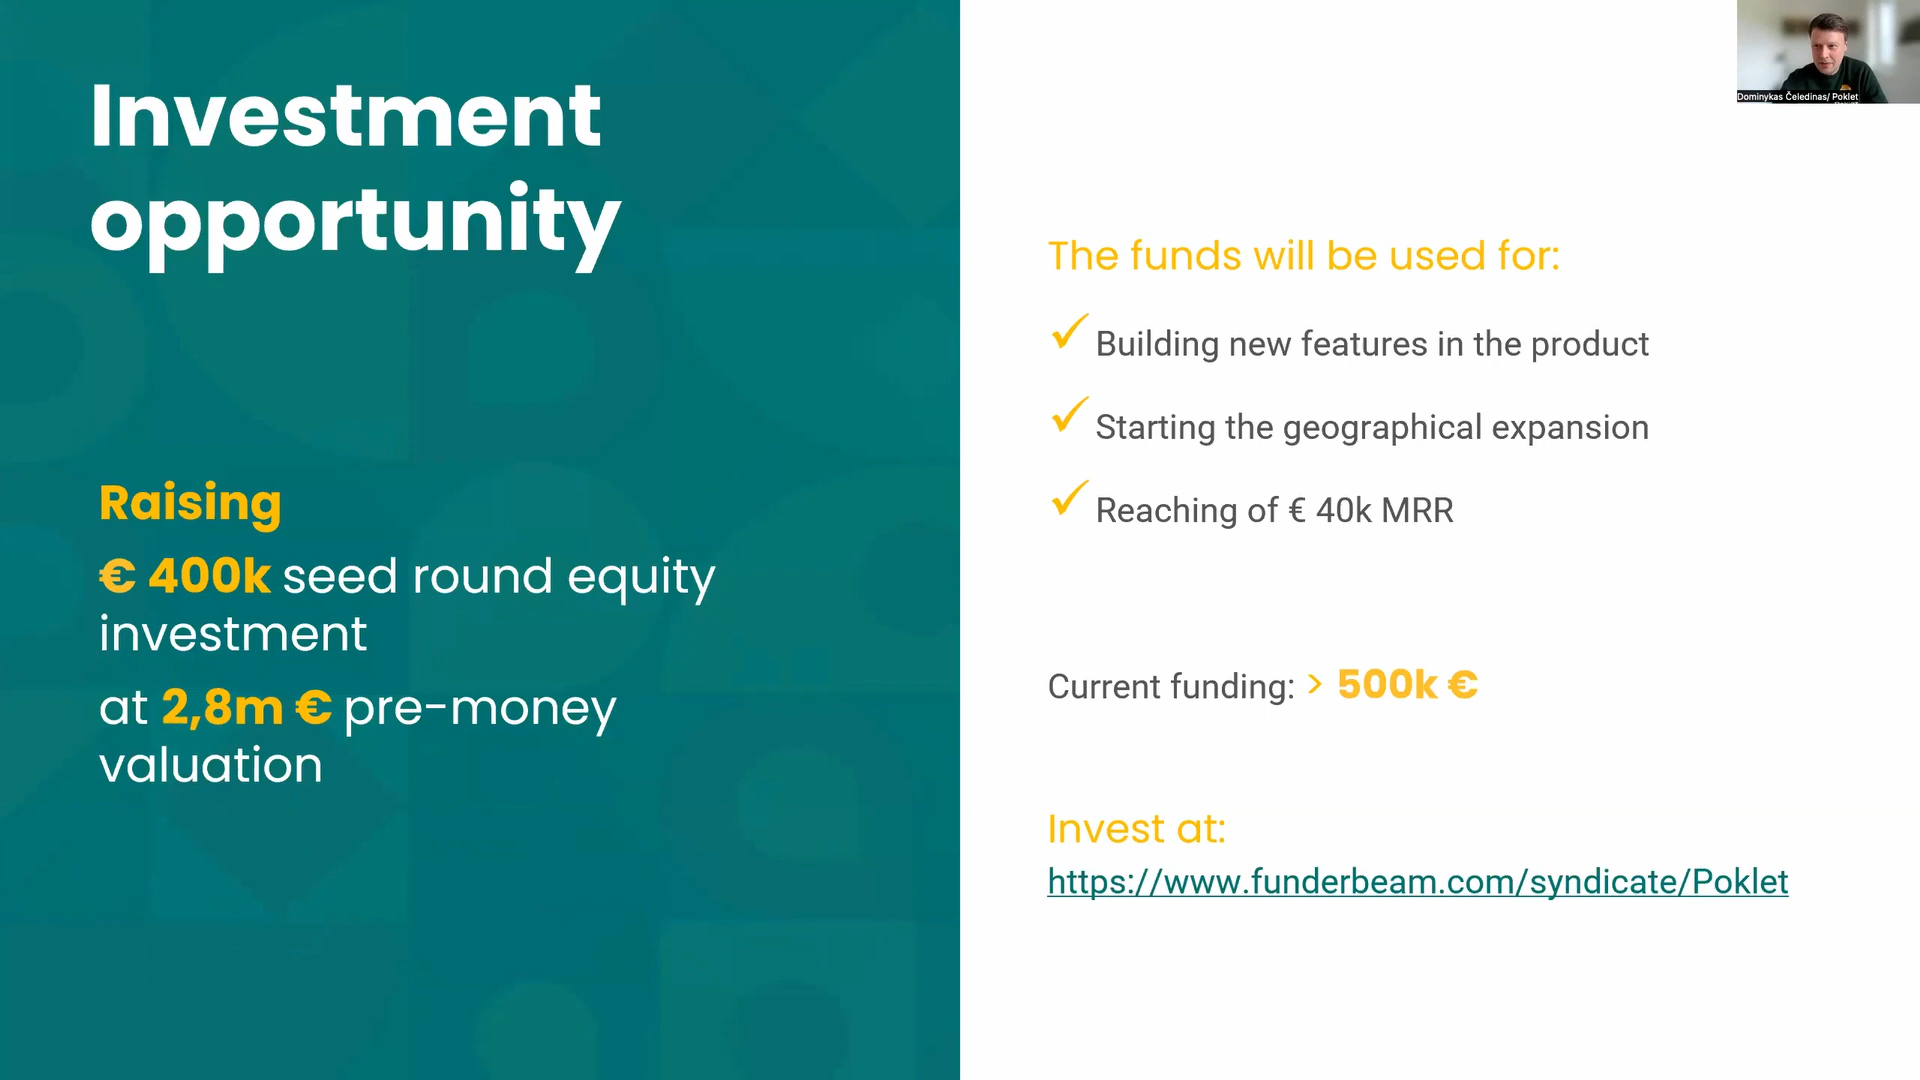 Investment
opportunity
Raising
€ 400k seed round equity
investment
at 2,8m € pre-money
valuation
Dominykas Čeledinas/ Poklet
The funds will be used for:
Building new features in the product
Starting the geographical expansion
Reaching of € 40k MRR
Current funding: > 500k €
Invest at:
https://www.funderbeam.com/syndicate/Poklet